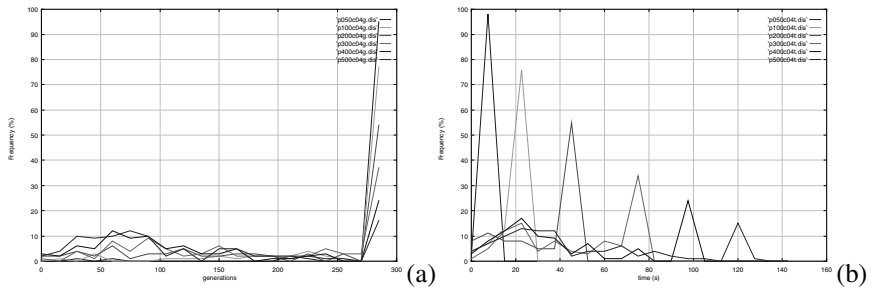 100
90
80
70
60
50
40
30
20
10
0
Frequency (%)
'p050c04g.dis'
'p100c04g.dis'
'p200c04g.dis'
'p300c04g.dis'
'p400c04g.dis'
'p500c04g.dis'
0 50 100 150 200 250 300
generations
(a)
100
90
80
70
60
50
40
30
20
10
0
Frequency (%)
'p050c04t.dis'
'p100c04t.dis'
'p200c04t.dis'
'p300c04t.dis'
'p400c04t.dis'
'p500c04t.dis'
0 20 40 60 80 100 120 140 160
time (s)
(b)